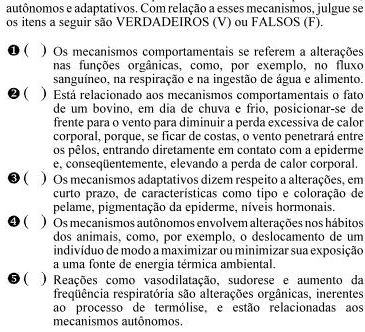 autônomos e adaptativos. Com relação a esses mecanismos, julgue se
os itens a seguir são VERDADEIROS (V) ou FALSOS (F).
❶ ( ) Os mecanismos comportamentais se referem a alterações
nas funções orgânicas, como, por exemplo, no fluxo
sanguíneo, na respiração e na ingestão de água e alimento.
❷ ( ) Está relacionado aos mecanismos comportamentais o fato
de um bovino, em dia de chuva e frio, posicionar-se de
frente para o vento para diminuir a perda excessiva de calor
corporal, porque, se ficar de costas, o vento penetrará entre
os pêlos, entrando diretamente em contato com a epiderme
e, conseqüentemente, elevando a perda de calor corporal.
❸ ( ) Os mecanismos adaptativos dizem respeito a alterações, em
curto prazo, de características como tipo e coloração de
pelame, pigmentação da epiderme, níveis hormonais.
❹ ( ) Os mecanismos autônomos envolvem alterações nos hábitos
dos animais, como, por exemplo, o deslocamento de um
indivíduo de modo a maximizar ou minimizar sua exposição
a uma fonte de energia térmica ambiental.
❺ ( ) Reações como vasodilatação, sudorese e aumento da
freqüência respiratória são alterações orgânicas, inerentes
ao processo de termólise, e estão relacionadas aos
mecanismos autônomos.